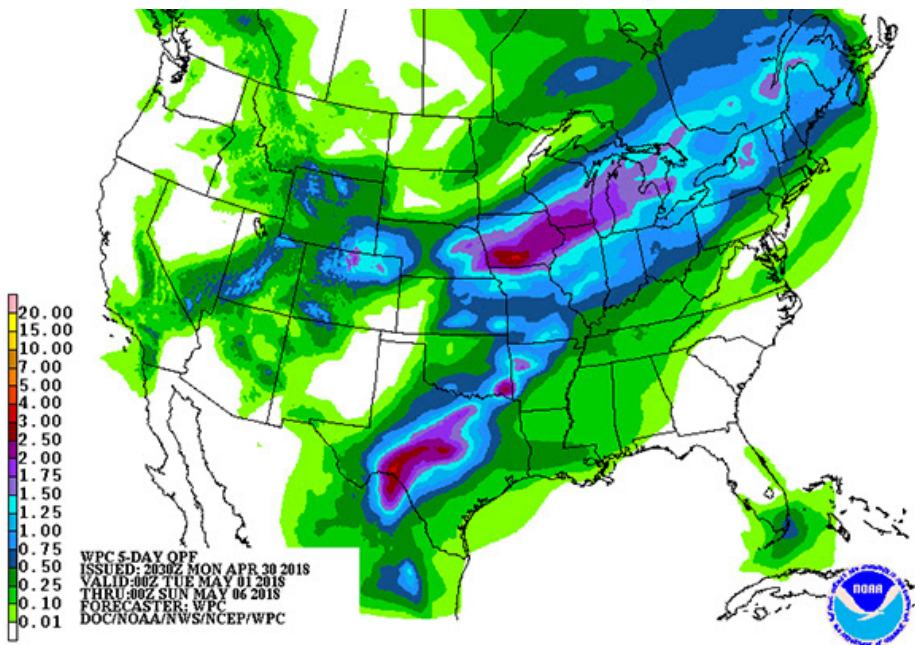 20.00
15.00
10.00
7.00
5.00
4.00
3.00
2.50
2.00
1.75
1.50
1.25
1.00
0.75
0.50
0.25
0.10
0.01
WPC 5-DAY QPF
ISSUED: 2030Z MON APR 30 2018
VALID:00Z TUE MAY 01 2018
THRU:00Z SUN MAY 06 2018
FORECASTER: WPC
DOC/NOAA/NWS/NCEP/WPC
NOAA